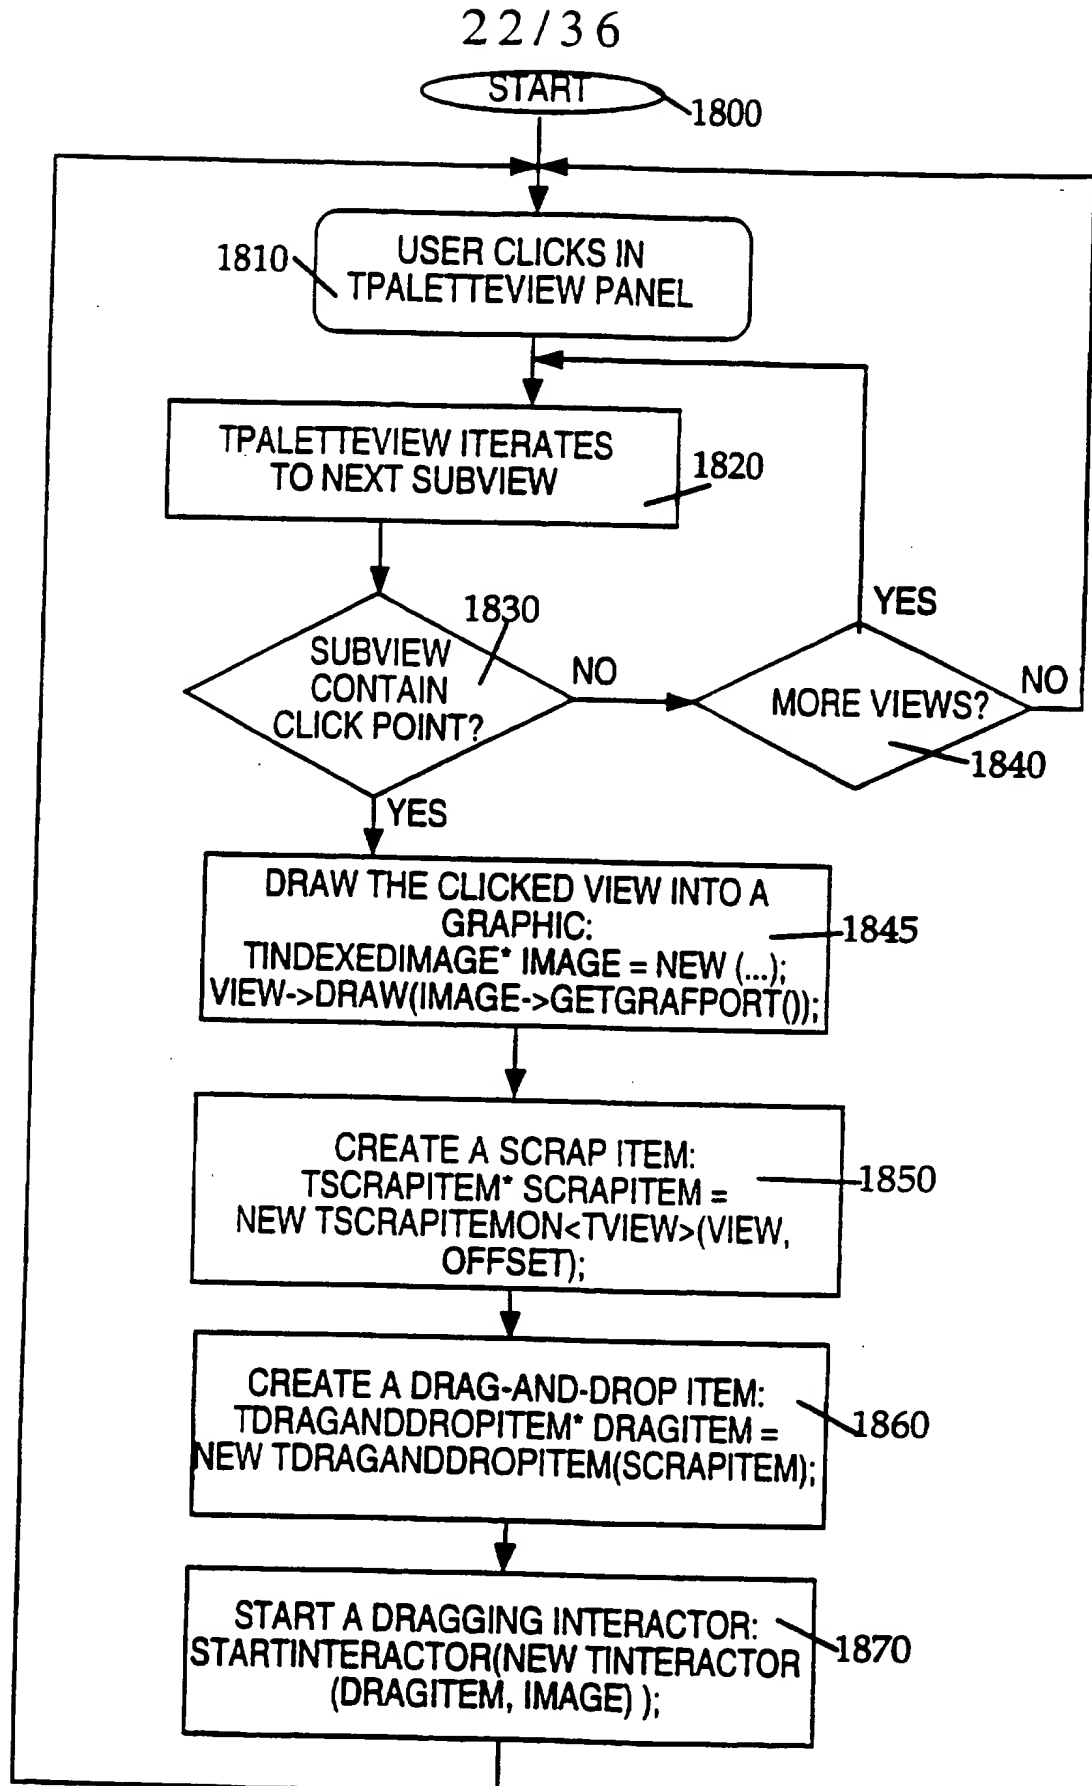 22/36
START
1800
USER CLICKS IN
TPALETTEVIEW PANEL
1810
TPALETTEVIEW ITERATES
TO NEXT SUBVIEW
1820
1830
SUBVIEW
CONTAIN
CLICK POINT?
NO
YES
MORE VIEWS?
NO
1840
YES
DRAW THE CLICKED VIEW INTO A
GRAPHIC:
TINDEXEDIMAGE* IMAGE = NEW (...);
VIEW->DRAW(IMAGE->GETGRAFPORT());
1845
CREATE A SCRAP ITEM:
TSCRAPITEM* SCRAPITEM =
NEW TSCRAPITEMON<TVIEW>(VIEW,
OFFSET);
1850
CREATE A DRAG-AND-DROP ITEM:
TDRAGANDDROPITEM* DRAGITEM =
NEW TDRAGANDDROPITEM(SCRAPITEM);
1860
START A DRAGGING INTERACTOR:
STARTINTERACTOR(NEW TINTERACTOR
(DRAGITEM, IMAGE) );
1870